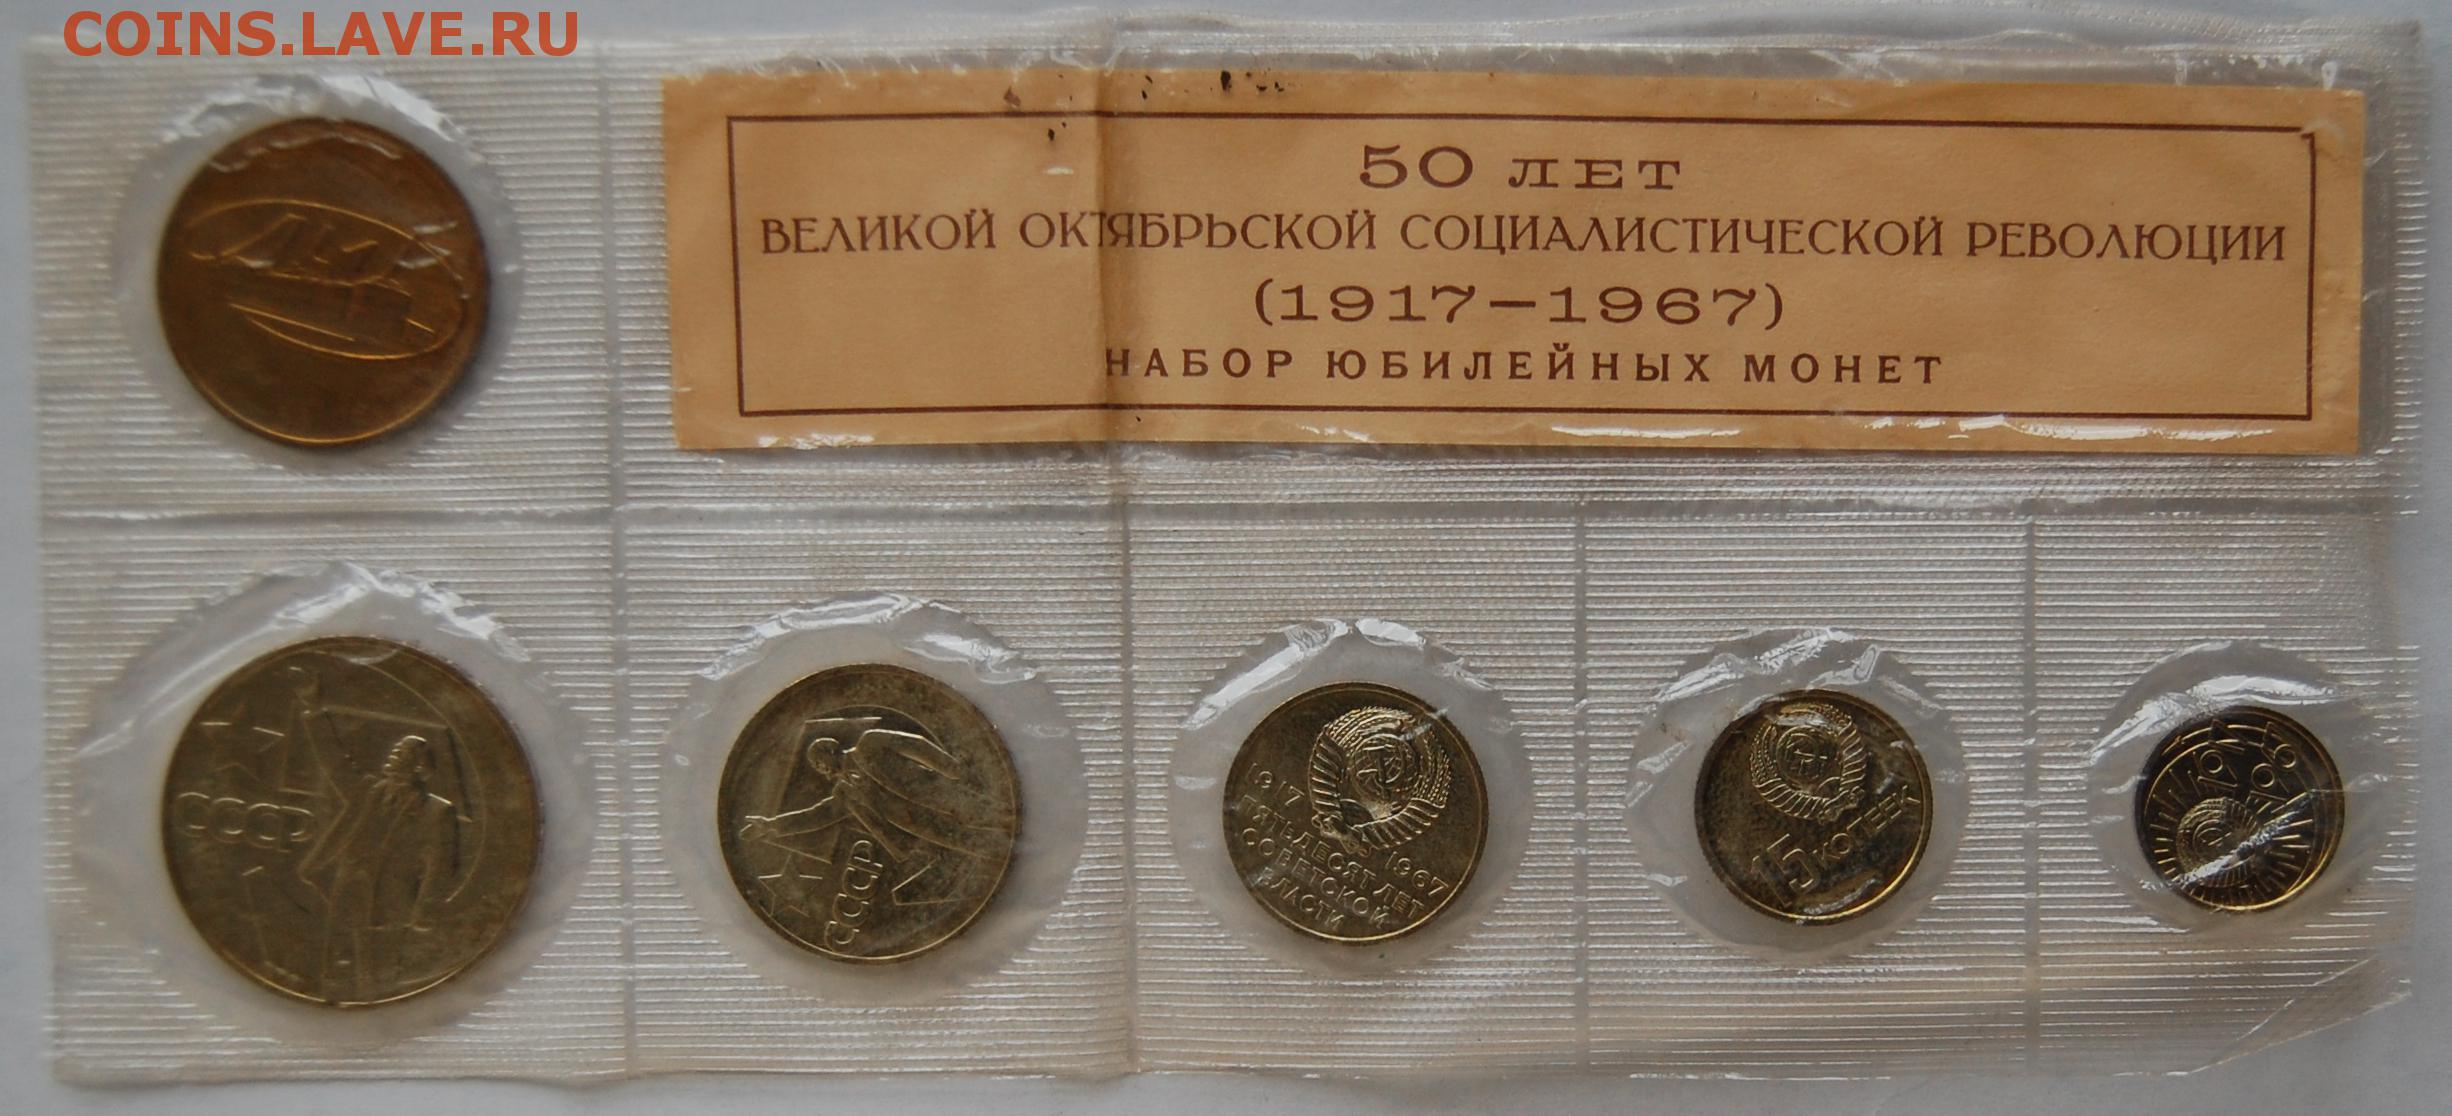 COINS.LAVE.RU
50 ЛЕТ
ВЕЛИКОЙ ОКТЯБРЬСКОЙ СОЦИАЛИСТИЧЕСКОЙ РЕВОЛЮЦИИ
(1917—1967)
НАБОР ЮБИЛЕЙНЫХ МОНЕТ
СССР
СССР
1917 1967
ПЯТЬДЕСЯТ ЛЕТ
СОВЕТСКОЙ
ВЛАСТИ
15 КОПЕЕК